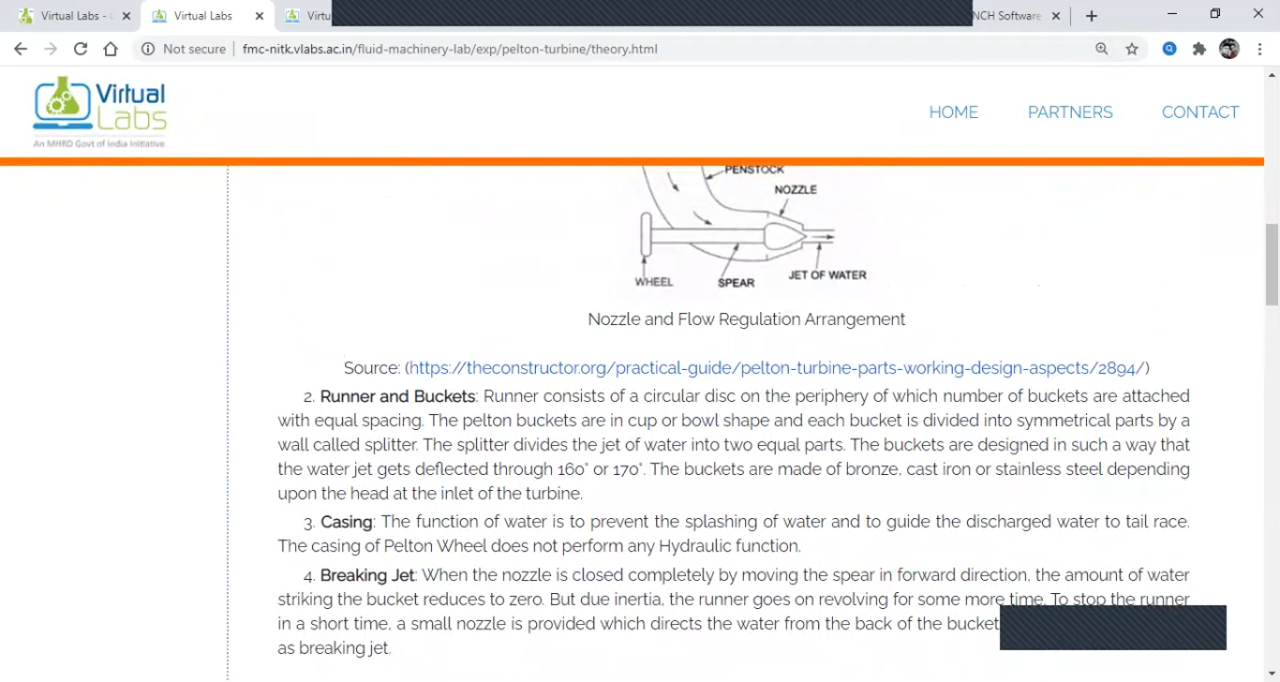 Virtual Labs -
Virtual Labs
Virtu
NCH Software
Not secure
fmc-nitk.vlabs.ac.in/fluid-machinery-lab/exp/pelton-turbine/theory.html
Virtual
Labs
An MHRD Govt of India Initiative
HOME
PARTNERS
CONTACT
PENSTOCK
NOZZLE
JET OF WATER
WHEEL
SPEAR
Nozzle and Flow Regulation Arrangement
Source: (https://theconstructor.org/practical-guide/pelton-turbine-parts-working-design-aspects/2894/)
2. Runner and Buckets: Runner consists of a circular disc on the periphery of which number of buckets are attached
with equal spacing. The pelton buckets are in cup or bowl shape and each bucket is divided into symmetrical parts by a
wall called splitter. The splitter divides the jet of water into two equal parts. The buckets are designed in such a way that
the water jet gets deflected through 160° or 170°. The buckets are made of bronze, cast iron or stainless steel depending
upon the head at the inlet of the turbine.
3. Casing: The function of water is to prevent the splashing of water and to guide the discharged water to tail race.
The casing of Pelton Wheel does not perform any Hydraulic function.
4. Breaking Jet: When the nozzle is closed completely by moving the spear in forward direction, the amount of water
striking the bucket reduces to zero. But due inertia, the runner goes on revolving for some more time. To stop the runner
in a short time, a small nozzle is provided which directs the water from the back of the bucket
as breaking jet.